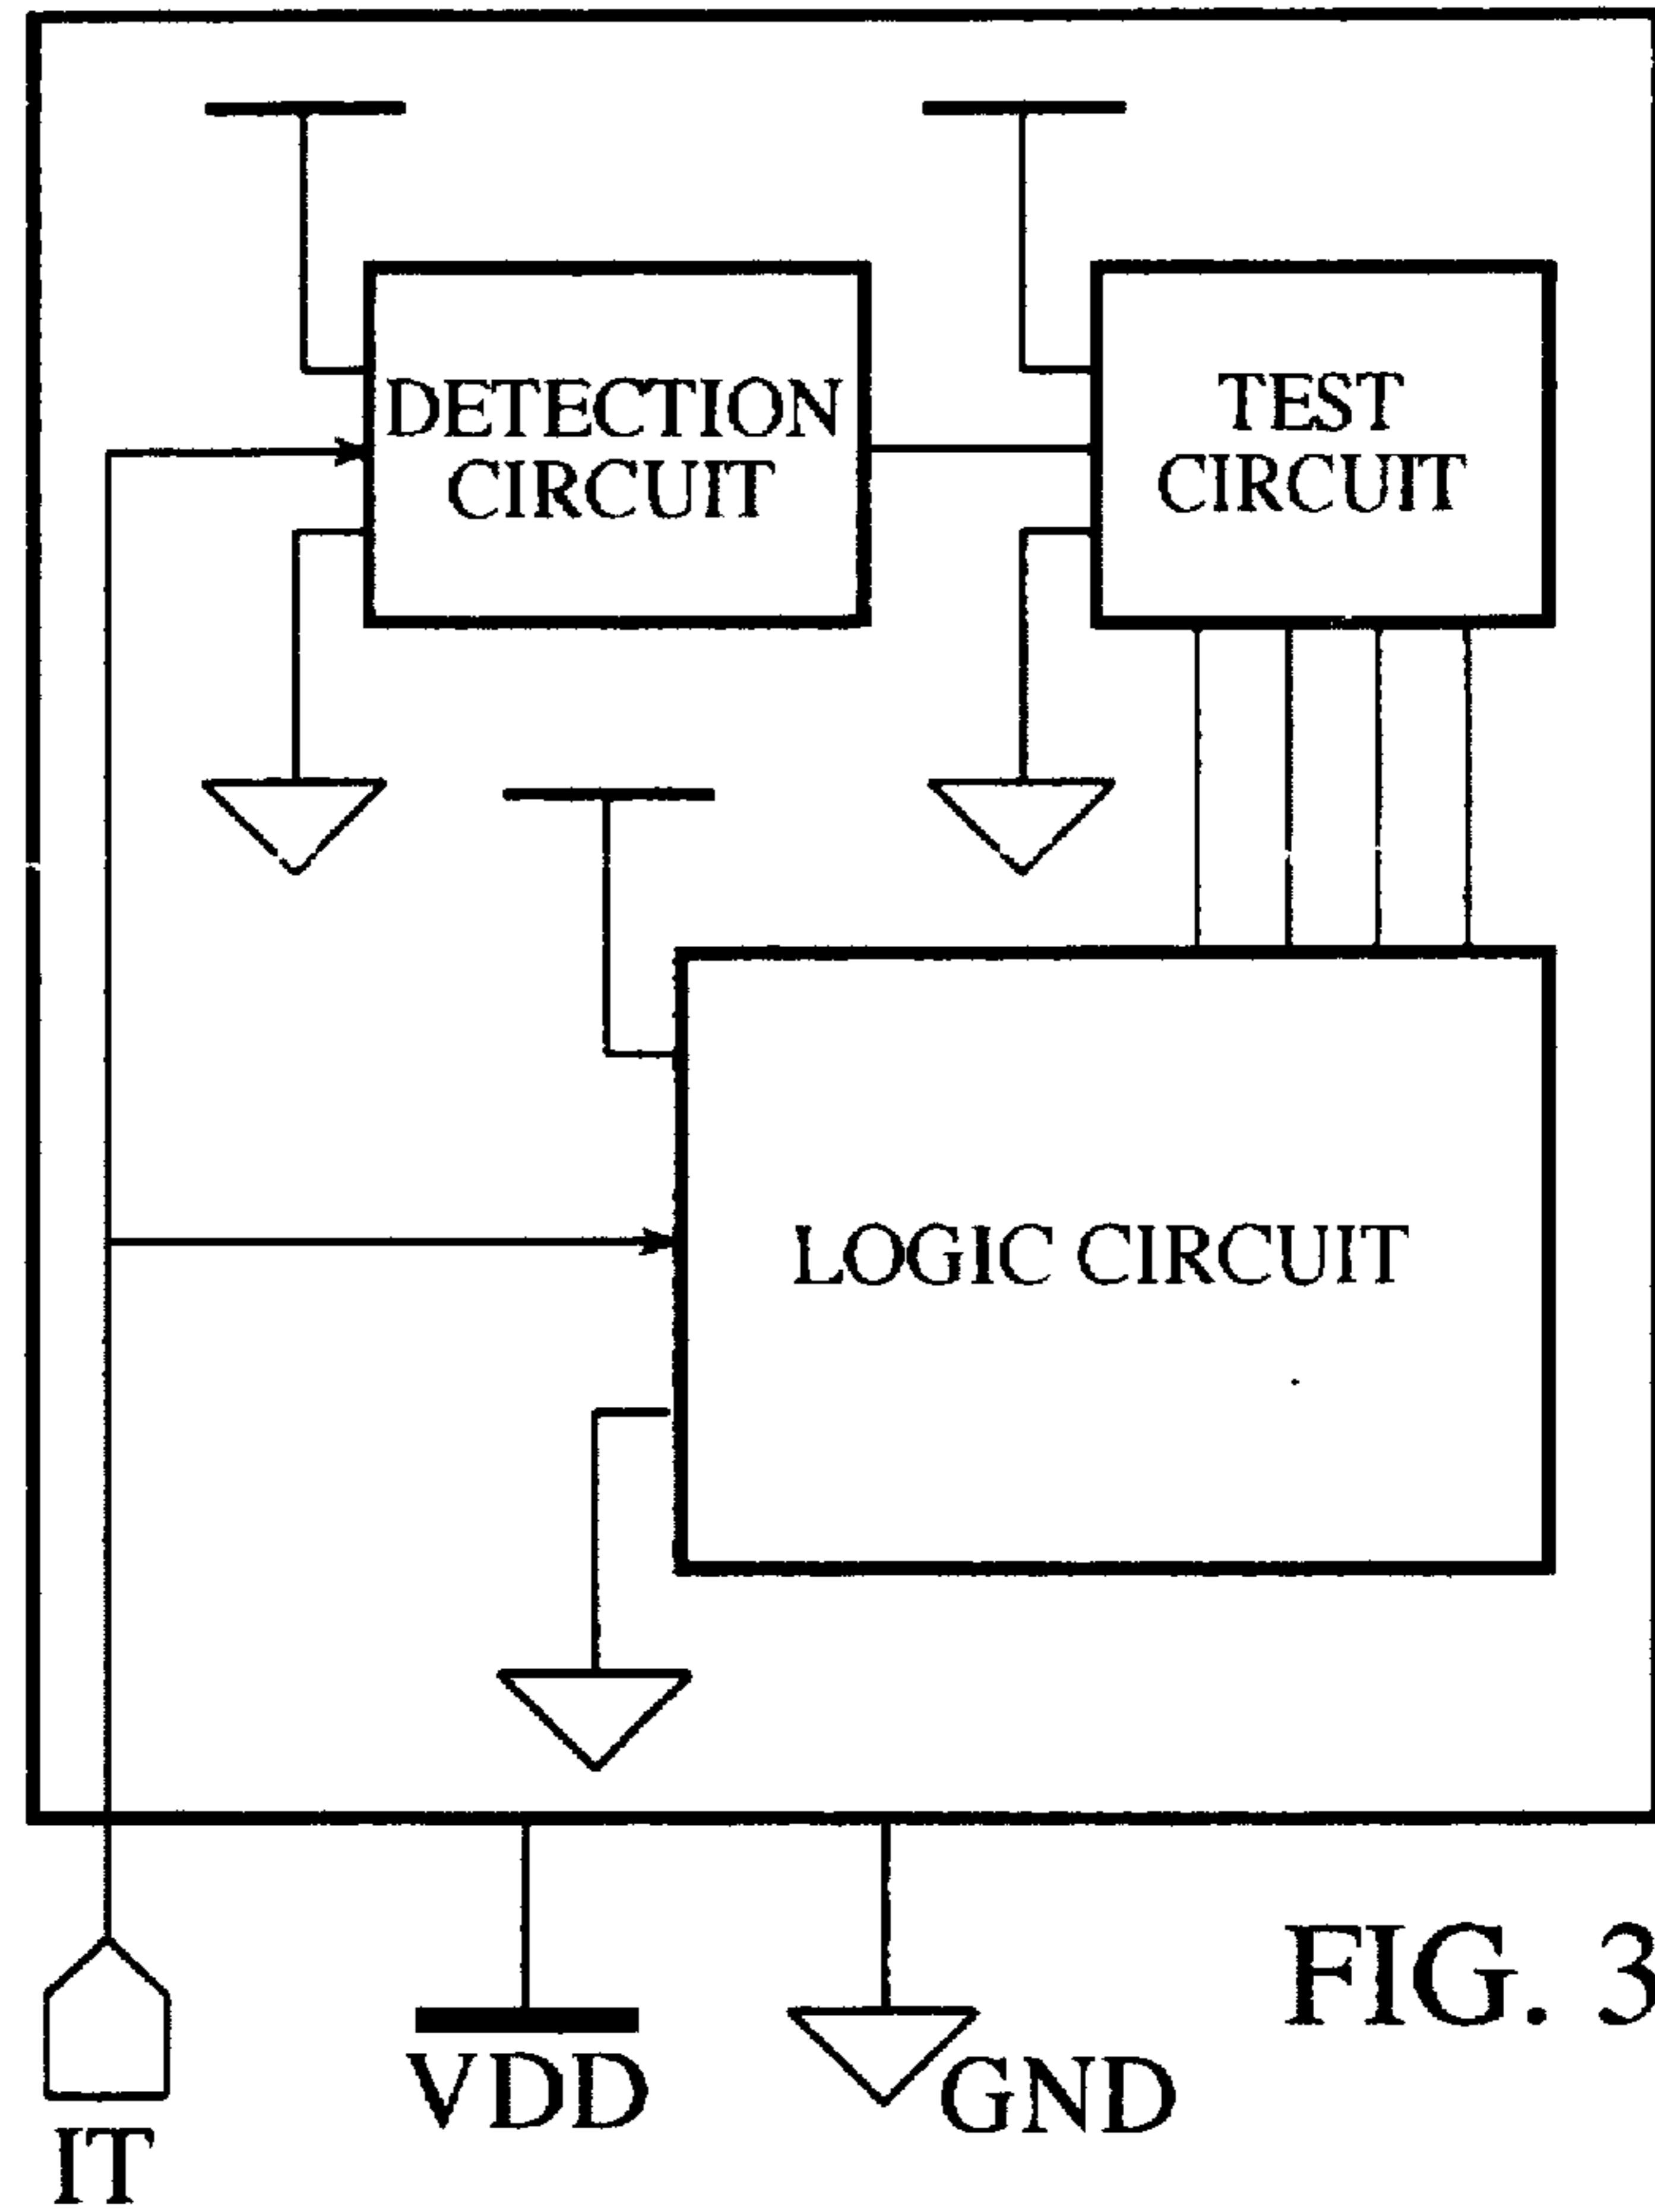 DETECTION
CIRCUIT
TEST
CIRCUIT
LOGIC CIRCUIT
FIG. 3
VDD
GND
IT